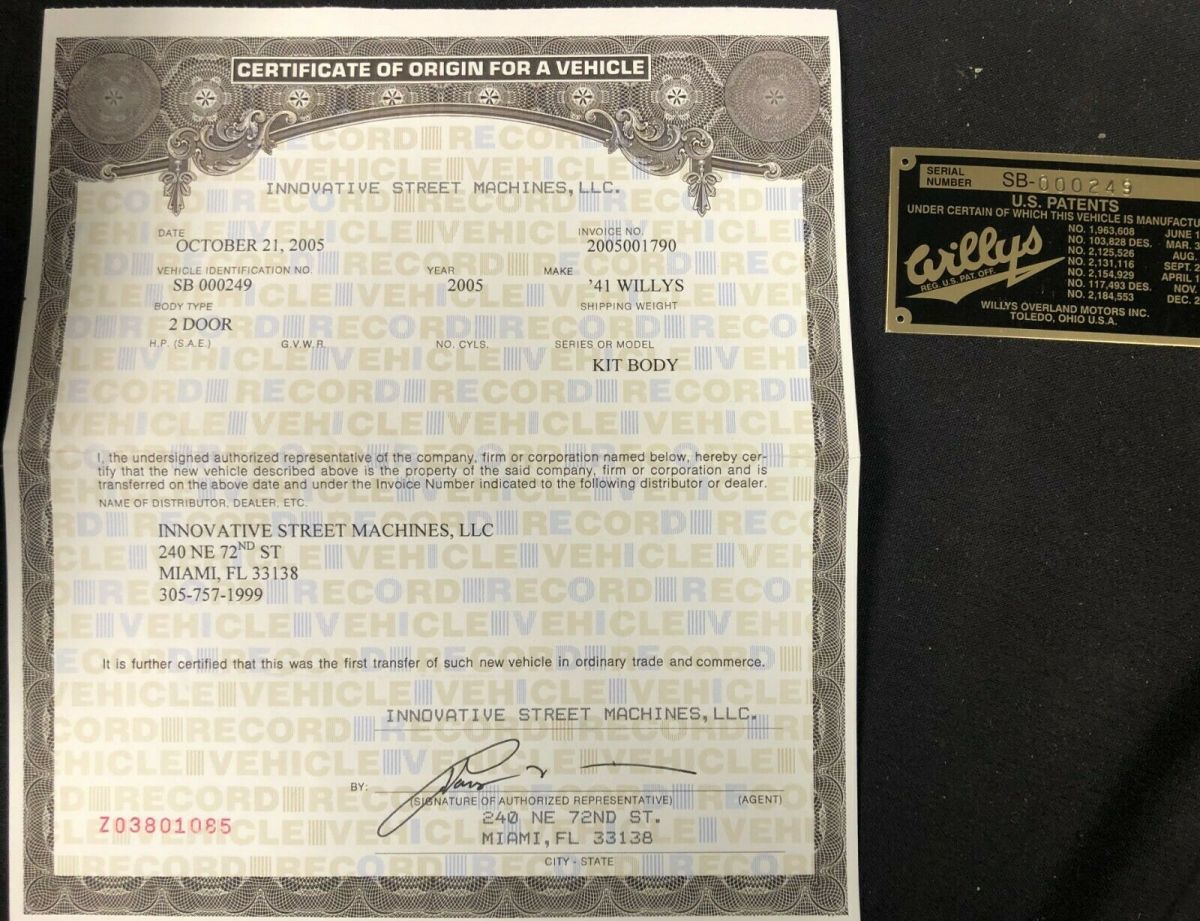 CERTIFICATE OF ORIGIN FOR A VEHICLE
INNOVATIVE STREET MACHINES, LLC.
DATE
OCTOBER 21, 2005
INVOICE NO.
2005001790
VEHICLE IDENTIFICATION NO.
SB 000249
YEAR
2005
MAKE
'41 WILLYS
BODY TYPE
2 DOOR
SHIPPING WEIGHT
H.P. (S.A.E.)
G.V.W.R.
NO. CYLS.
SERIES OR MODEL
KIT BODY
I, the undersigned authorized representative of the company, firm or corporation named below, hereby cer-
tify that the new vehicle described above is the property of the said company, firm or corporation and is
transferred on the above date and under the Invoice Number indicated to the following distributor or dealer.
NAME OF DISTRIBUTOR, DEALER, ETC.
INNOVATIVE STREET MACHINES, LLC
240 NE 72ND ST
MIAMI, FL 33138
305-757-1999
It is further certified that this was the first transfer of such new vehicle in ordinary trade and commerce.
INNOVATIVE STREET MACHINES, LLC.
BY:
(SIGNATURE OF AUTHORIZED REPRESENTATIVE) (AGENT)
240 NE 72ND ST.
MIAMI, FL 33138
CITY - STATE
Z03801085
SERIAL
NUMBER
SB-000249
U.S. PATENTS
UNDER CERTAIN OF WHICH THIS VEHICLE IS
Willys
REG. U.S. PAT. OFF.
NO. 1,963,608 JUNE
NO. 103,828 DES. MAR.
NO. 2,125,526 AUG.
NO. 2,131,116 SEPT.
NO. 2,154,929 APRIL
NO. 117,493 DES. NOV.
NO. 2,184,553 DEC.
WILLYS OVERLAND MOTORS INC.
TOLEDO, OHIO U.S.A.